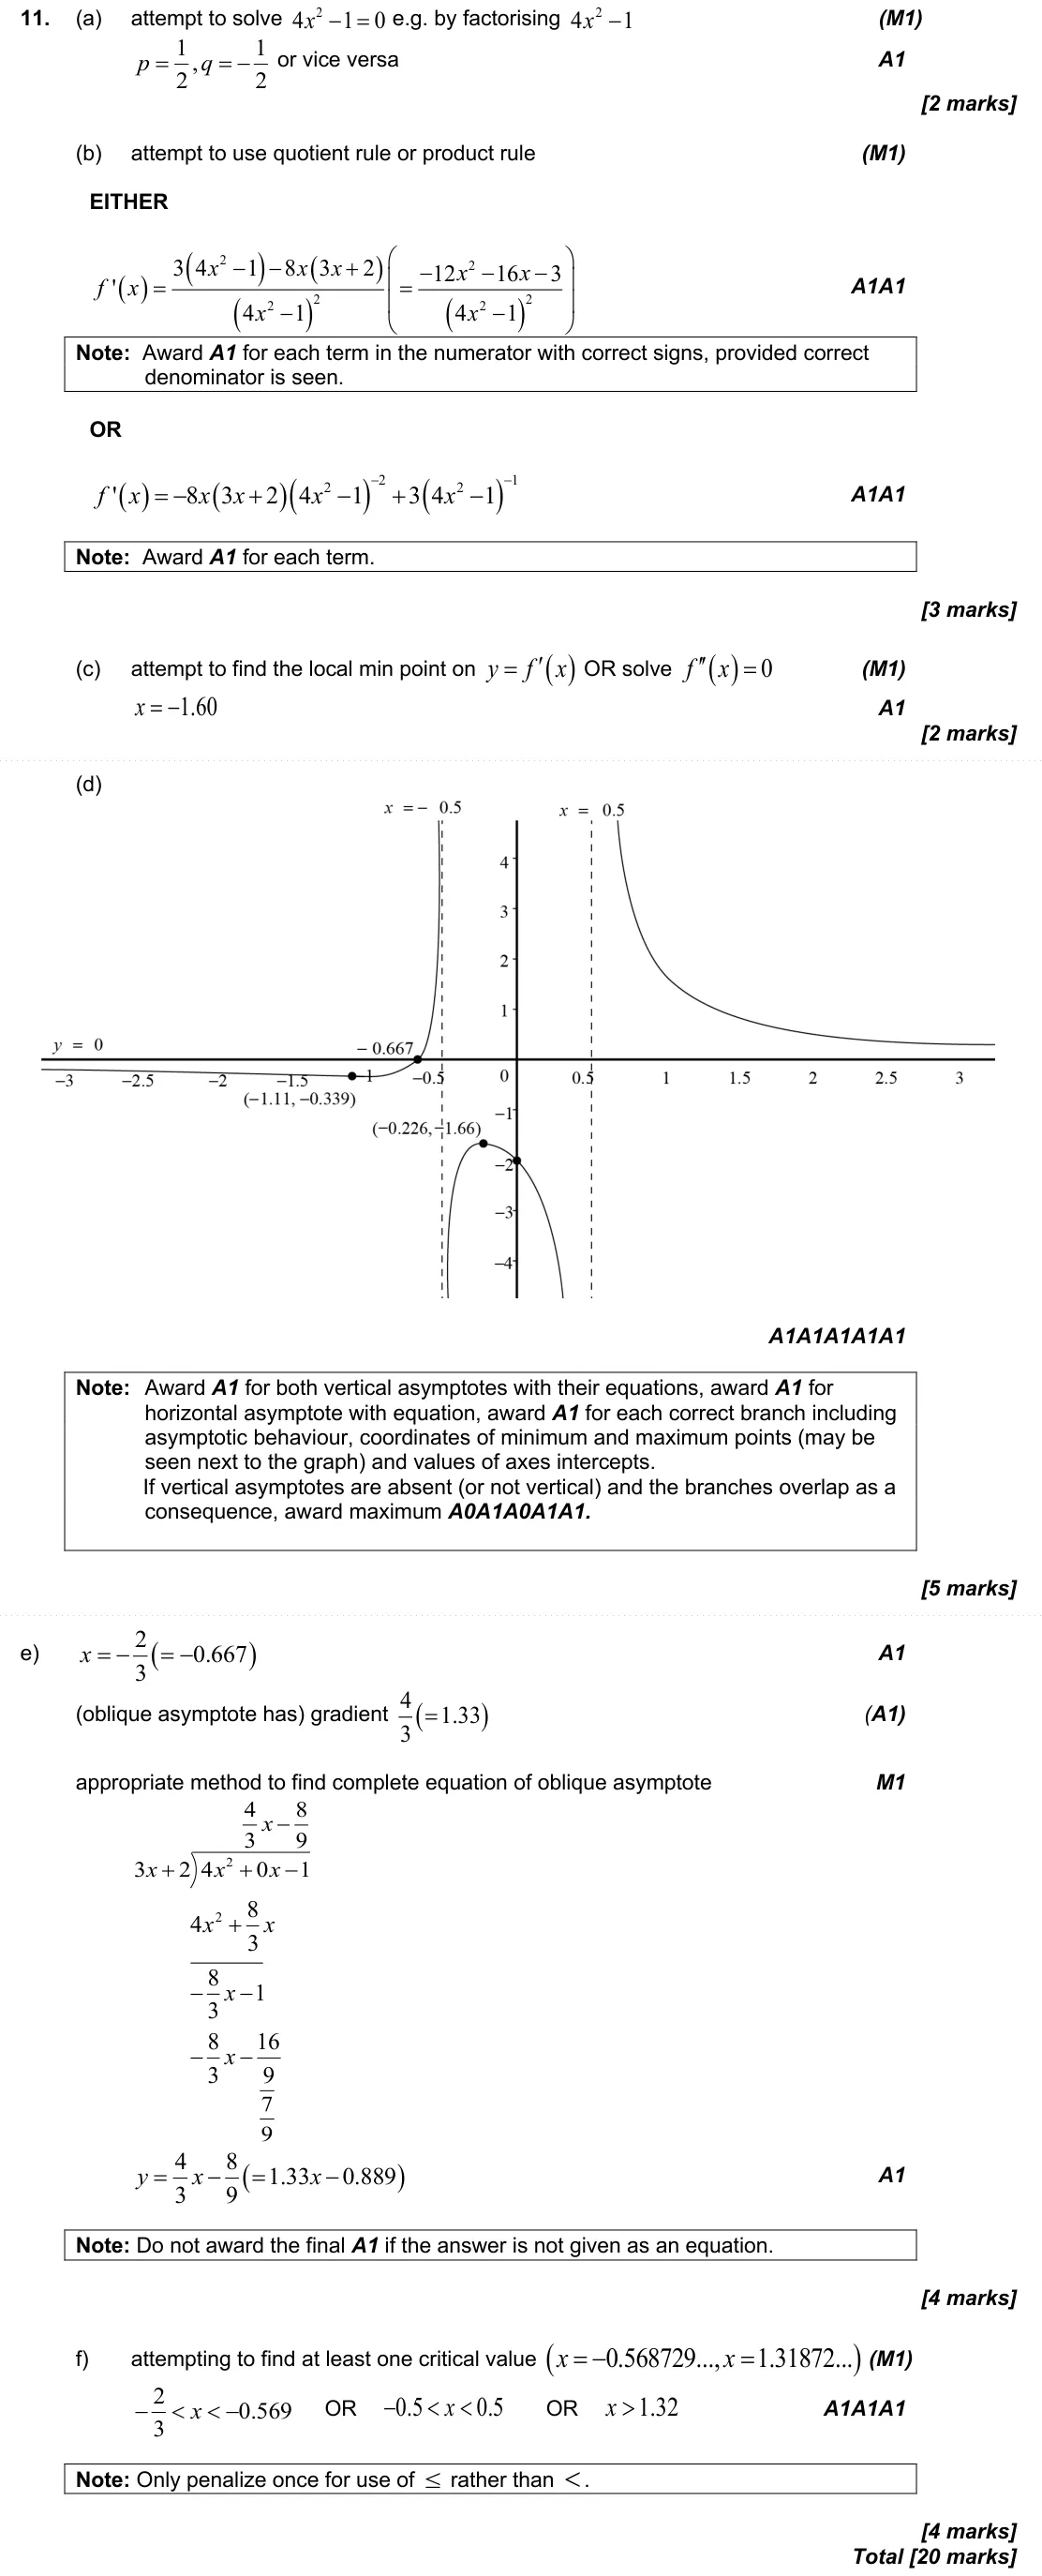 11. (a) attempt to solve 4x² − 1 = 0 e.g. by factorising 4x² − 1 (M1)
p = 1/2, q = −1/2 or vice versa A1
[2 marks]
(b) attempt to use quotient rule or product rule (M1)
EITHER
f '(x) = (3(4x² − 1) − 8x(3x + 2))/(4x² − 1)² ( = (−12x² − 16x − 3)/(4x² − 1)² ) A1A1
Note: Award A1 for each term in the numerator with correct signs, provided correct
denominator is seen.
OR
f '(x) = −8x(3x + 2)(4x² − 1)⁻² + 3(4x² − 1)⁻¹ A1A1
Note: Award A1 for each term.
[3 marks]
(c) attempt to find the local min point on y = f ′(x) OR solve f ″(x) = 0 (M1)
x = −1.60 A1
[2 marks]
(d)
x = − 0.5 x = 0.5
4
3
2
1
y = 0 − 0.667
−3 −2.5 −2 −1.5 −1 −0.5 0 0.5 1 1.5 2 2.5 3
(−1.11, −0.339)
−1
(−0.226, −1.66)
−2
−3
−4
A1A1A1A1A1
Note: Award A1 for both vertical asymptotes with their equations, award A1 for
horizontal asymptote with equation, award A1 for each correct branch including
asymptotic behaviour, coordinates of minimum and maximum points (may be
seen next to the graph) and values of axes intercepts.
If vertical asymptotes are absent (or not vertical) and the branches overlap as a
consequence, award maximum A0A1A0A1A1.
[5 marks]
e) x = −2/3 (= −0.667) A1
(oblique asymptote has) gradient 4/3 (= 1.33) (A1)
appropriate method to find complete equation of oblique asymptote M1
4/3 x − 8/9
3x + 2)4x² + 0x − 1
4x² + 8/3 x
−8/3 x − 1
−8/3 x − 16/9
7/9
y = 4/3 x − 8/9 (= 1.33x − 0.889) A1
Note: Do not award the final A1 if the answer is not given as an equation.
[4 marks]
f) attempting to find at least one critical value (x = −0.568729..., x = 1.31872...) (M1)
−2/3 < x < −0.569 OR −0.5 < x < 0.5 OR x > 1.32 A1A1A1
Note: Only penalize once for use of ≤ rather than <.
[4 marks]
Total [20 marks]